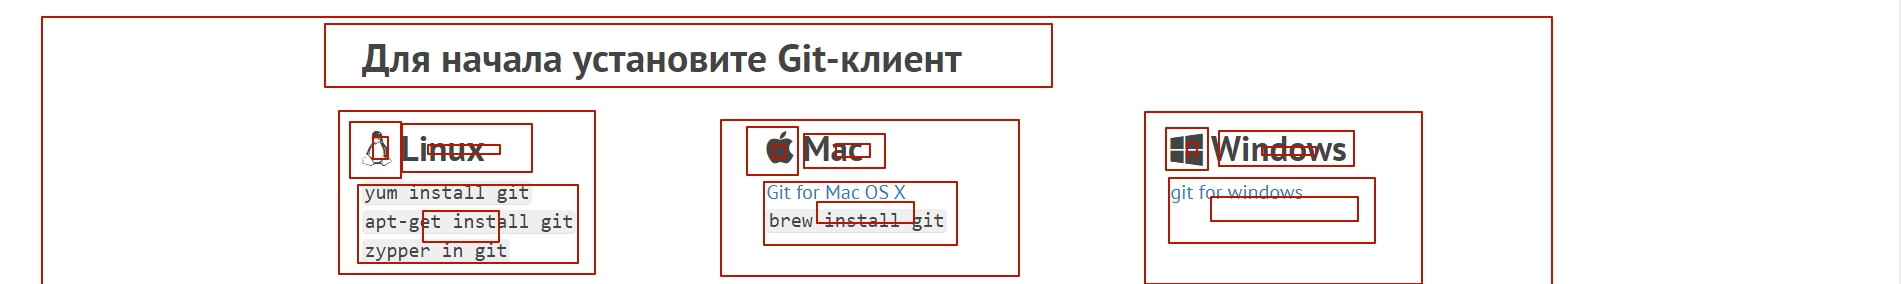 Для начала установите Git-клиент
Linux
yum install git
apt-get install git
zypper in git
Mac
Git for Mac OS X
brew install git
Windows
git for windows